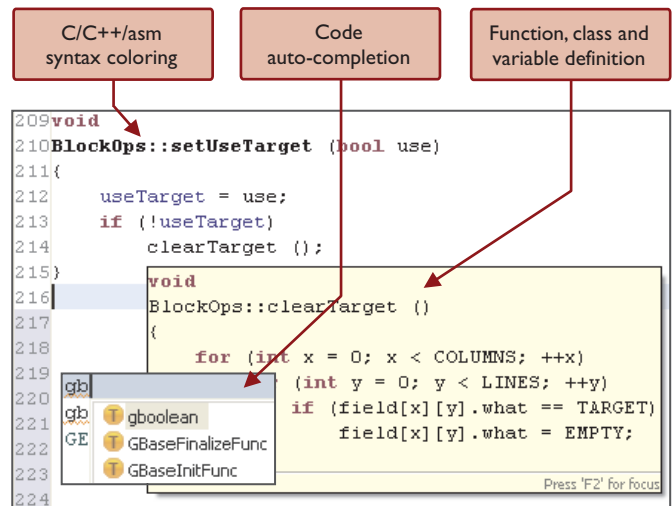 C/C++/asm
syntax coloring
Code
auto-completion
Function, class and
variable definition
209 void
210 BlockOps::setUseTarget (bool use)
211 {
212 useTarget = use;
213 if (!useTarget)
214 clearTarget ();
215 }
216
217
218
219
220
221
222
223
224
void
BlockOps::clearTarget ()
{
for (int x = 0; x < COLUMNS; ++x)
(int y = 0; y < LINES; ++y)
if (field[x][y].what == TARGET)
field[x][y].what = EMPTY;
Press 'F2' for focus
gb
gb
GE
T gboolean
T GBaseFinalizeFunc
T GBaseInitFunc